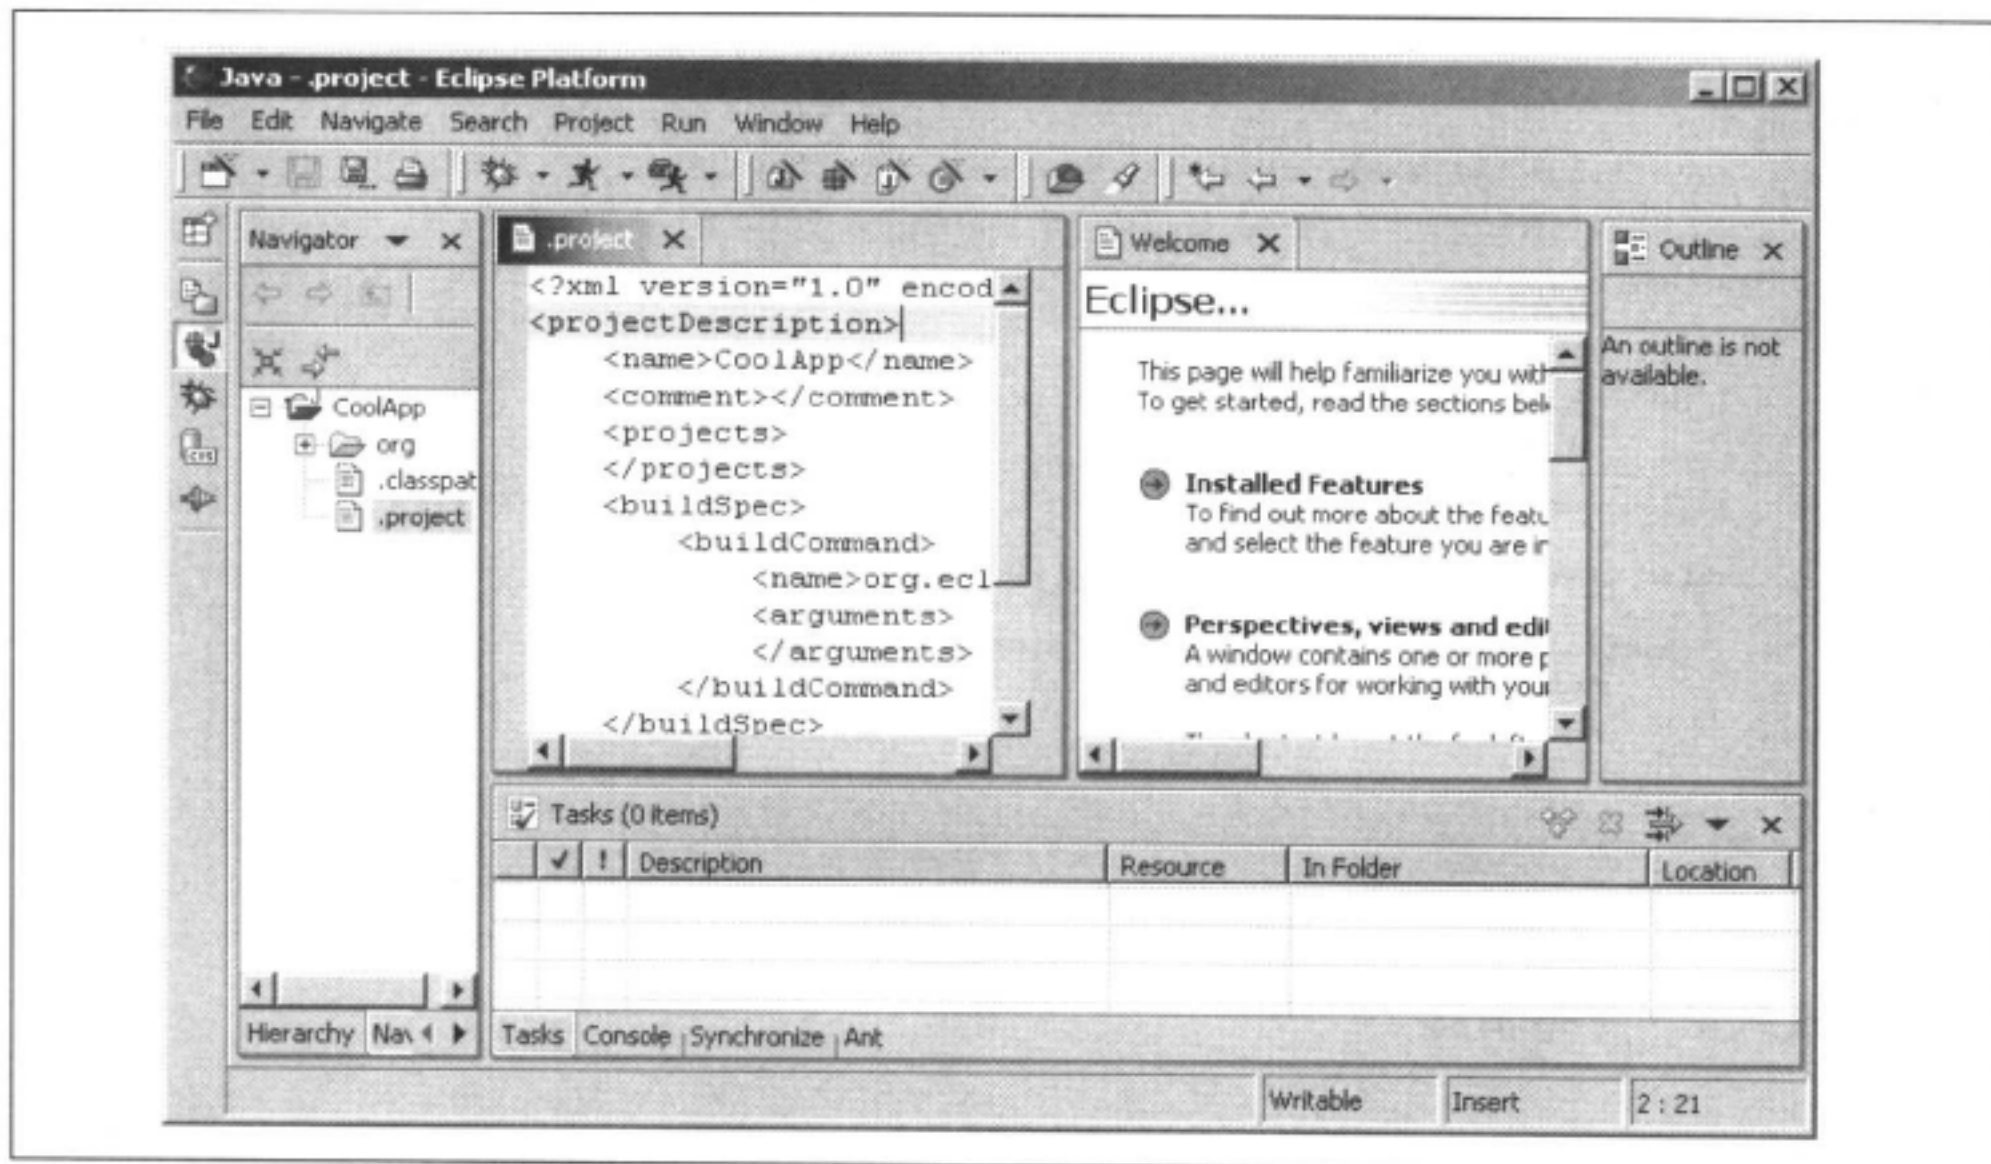 Java - .project - Eclipse Platform
File Edit Navigate Search Project Run Window Help
Navigator
CoolApp
org
.classpat
.project
Hierarchy Nav
.project
<?xml version="1.0" encod
<projectDescription>
<name>CoolApp</name>
<comment></comment>
<projects>
</projects>
<buildSpec>
<buildCommand>
<name>org.ecl
<arguments>
</arguments>
</buildCommand>
</buildSpec>
Welcome
Eclipse...
This page will help familiarize you with
To get started, read the sections bel
Installed Features
To find out more about the featu
and select the feature you are in
Perspectives, views and edit
A window contains one or more p
and editors for working with your
Outline
An outline is not
available.
Tasks (0 items)
! Description Resource In Folder Location
Tasks Console Synchronize Ant
Writable Insert 2 : 21